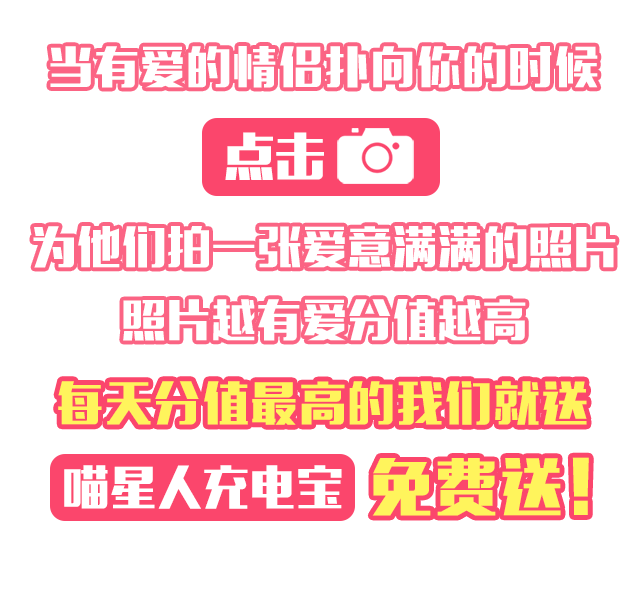 当有爱的情侣扑向你的时候
点击
为他们拍一张爱意满满的照片
照片越有爱分值越高
每天分值最高的我们就送
喵星人充电宝 免费送！